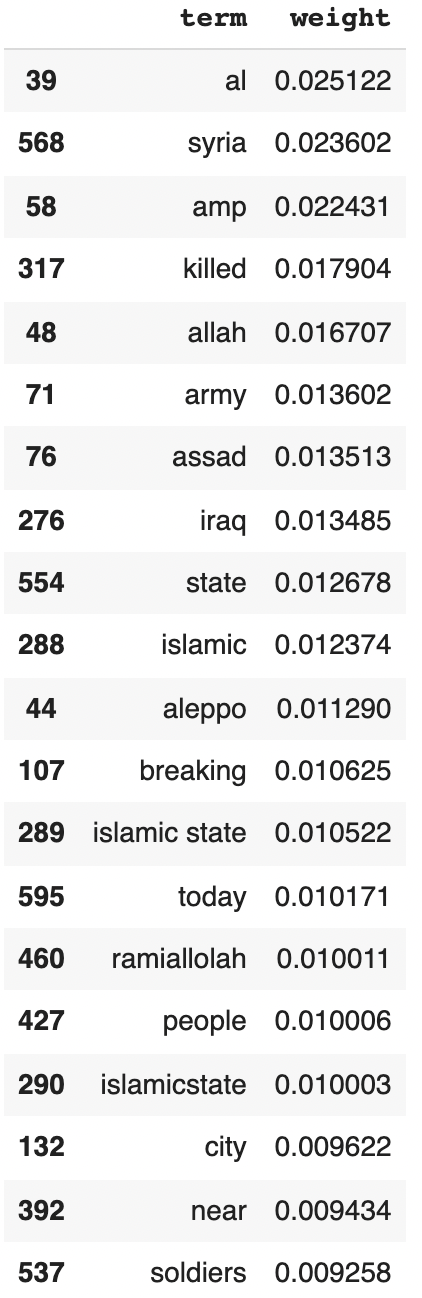 term weight
39 al 0.025122
568 syria 0.023602
58 amp 0.022431
317 killed 0.017904
48 allah 0.016707
71 army 0.013602
76 assad 0.013513
276 iraq 0.013485
554 state 0.012678
288 islamic 0.012374
44 aleppo 0.011290
107 breaking 0.010625
289 islamic state 0.010522
595 today 0.010171
460 ramiallolah 0.010011
427 people 0.010006
290 islamicstate 0.010003
132 city 0.009622
392 near 0.009434
537 soldiers 0.009258